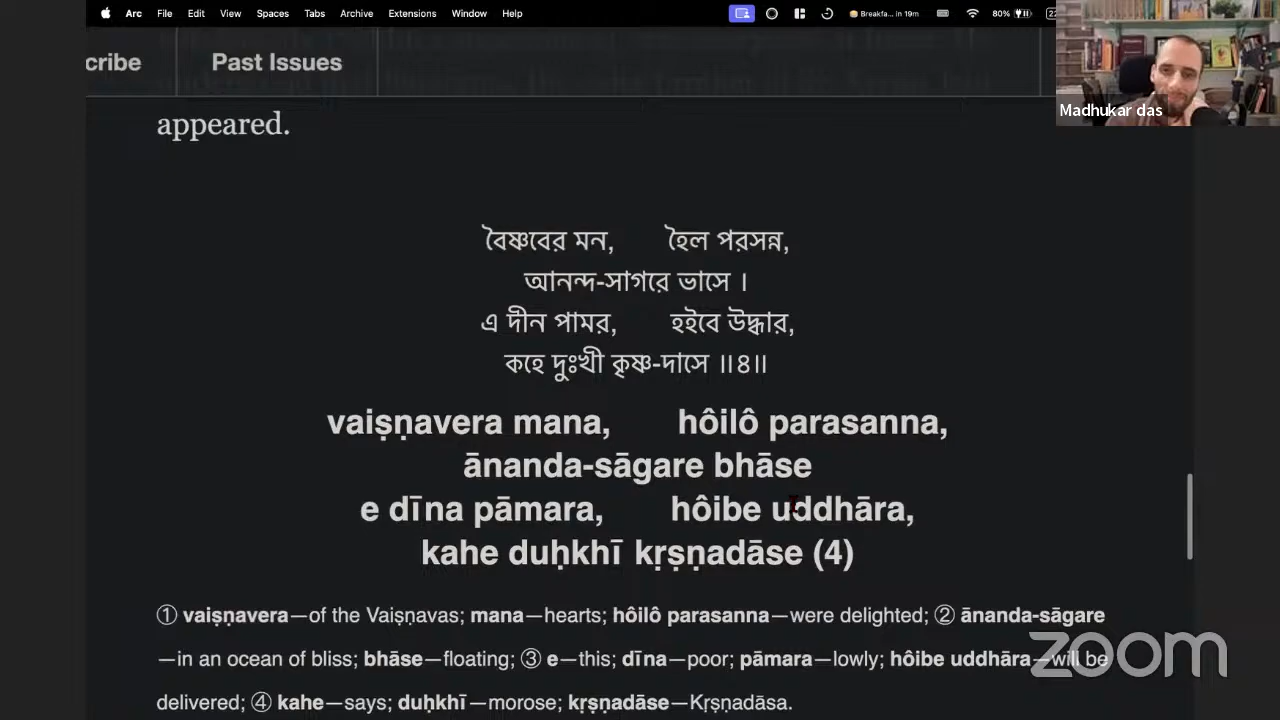 Arc File Edit View Spaces Tabs Archive Extensions Window Help
Breakfa... in 19m
80%
cribe
Past Issues
Madhukar das
appeared.
বৈষ্ণবের মন, হৈল পরসন্ন,
আনন্দ-সাগরে ভাসে ।
এ দীন পামর, হইবে উদ্ধার,
কহে দুঃখী কৃষ্ণ-দাসে ॥৪॥
vaiṣṇavera mana, hôilô parasanna,
ānanda-sāgare bhāse
e dīna pāmara, hôibe uddhāra,
kahe duḥkhī kṛṣṇadāse (4)
① vaiṣṇavera—of the Vaiṣṇavas; mana—hearts; hôilô parasanna—were delighted; ② ānanda-sāgare
—in an ocean of bliss; bhāse—floating; ③ e—this; dīna—poor; pāmara—lowly; hôibe uddhāra—will be
delivered; ④ kahe—says; duḥkhī—morose; kṛṣṇadāse—Kṛṣṇadāsa.
zoom